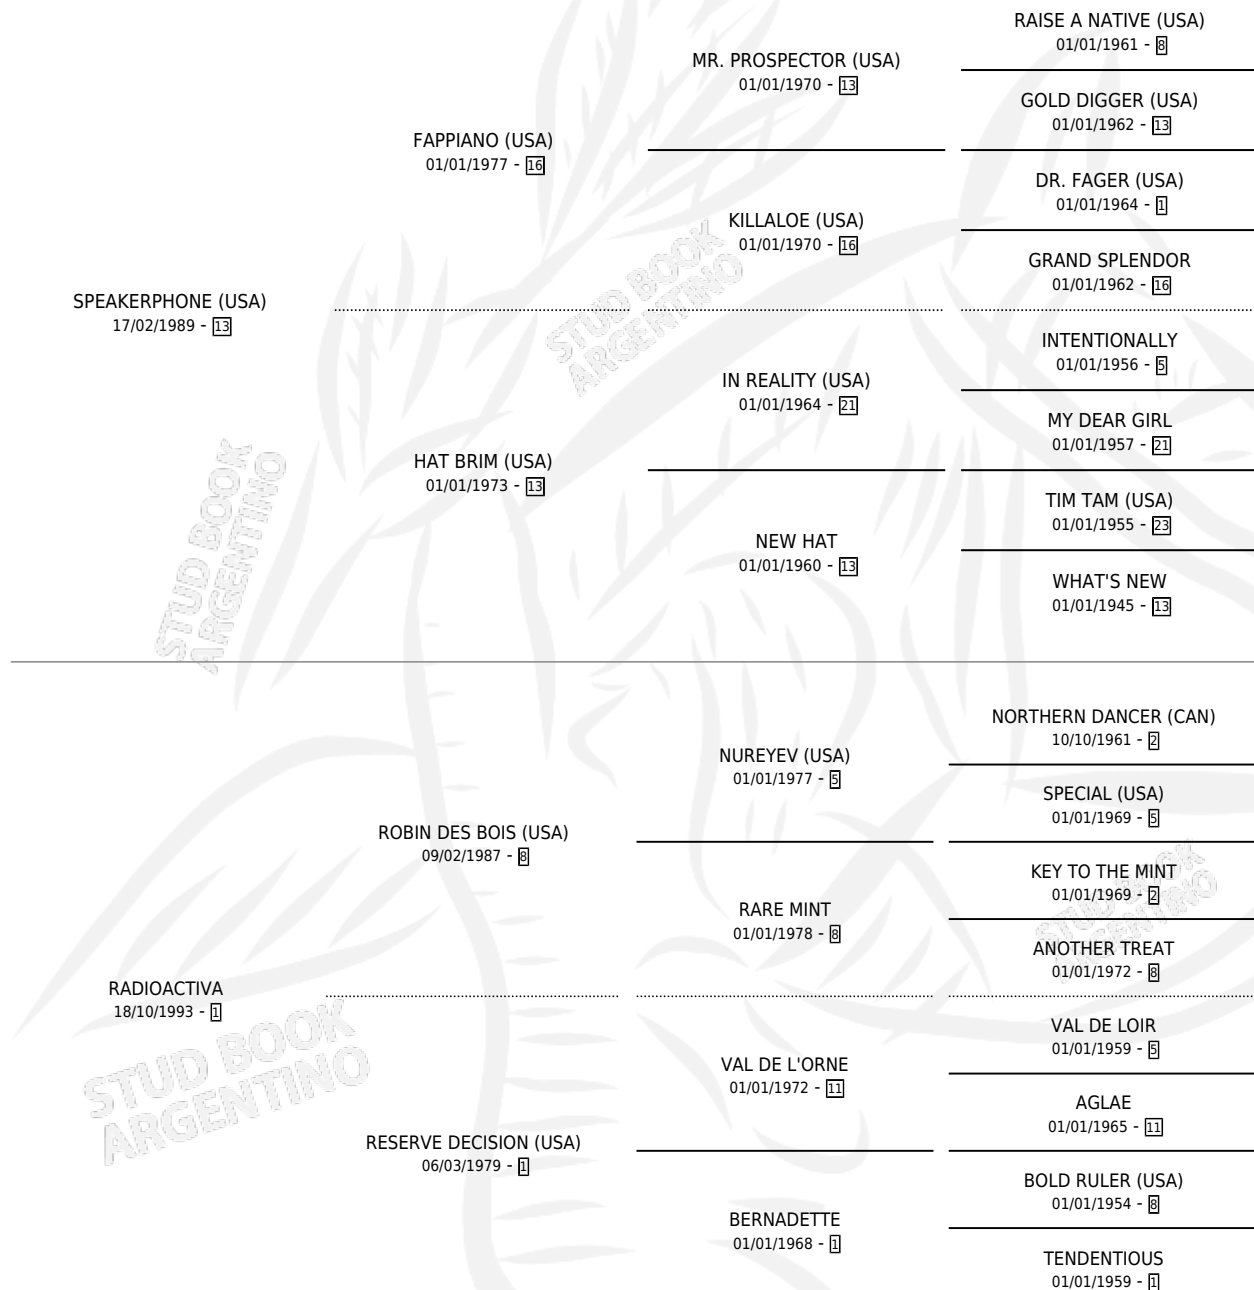 SPEAKERPHONE (USA)
17/02/1989 - 13
FAPPIANO (USA)
01/01/1977 - 16
MR. PROSPECTOR (USA)
01/01/1970 - 13
RAISE A NATIVE (USA)
01/01/1961 - 8
GOLD DIGGER (USA)
01/01/1962 - 13
KILLALOE (USA)
01/01/1970 - 16
DR. FAGER (USA)
01/01/1964 - 1
GRAND SPLENDOR
01/01/1962 - 16
HAT BRIM (USA)
01/01/1973 - 13
IN REALITY (USA)
01/01/1964 - 21
INTENTIONALLY
01/01/1956 - 5
MY DEAR GIRL
01/01/1957 - 21
NEW HAT
01/01/1960 - 13
TIM TAM (USA)
01/01/1955 - 23
WHAT'S NEW
01/01/1945 - 13
RADIOACTIVA
18/10/1993 - 1
ROBIN DES BOIS (USA)
09/02/1987 - 8
NUREYEV (USA)
01/01/1977 - 5
NORTHERN DANCER (CAN)
10/10/1961 - 2
SPECIAL (USA)
01/01/1969 - 5
RARE MINT
01/01/1978 - 8
KEY TO THE MINT
01/01/1969 - 2
ANOTHER TREAT
01/01/1972 - 8
RESERVE DECISION (USA)
06/03/1979 - 1
VAL DE L'ORNE
01/01/1972 - 11
VAL DE LOIR
01/01/1959 - 5
AGLAE
01/01/1965 - 11
BERNADETTE
01/01/1968 - 1
BOLD RULER (USA)
01/01/1954 - 8
TENDENTIOUS
01/01/1959 - 1
STUD BOOK
ARGENTINO
STUD BOOK
ARGENTINO
STUD BOOK
ARGENTINO
STUD BOOK
ARGENTINO